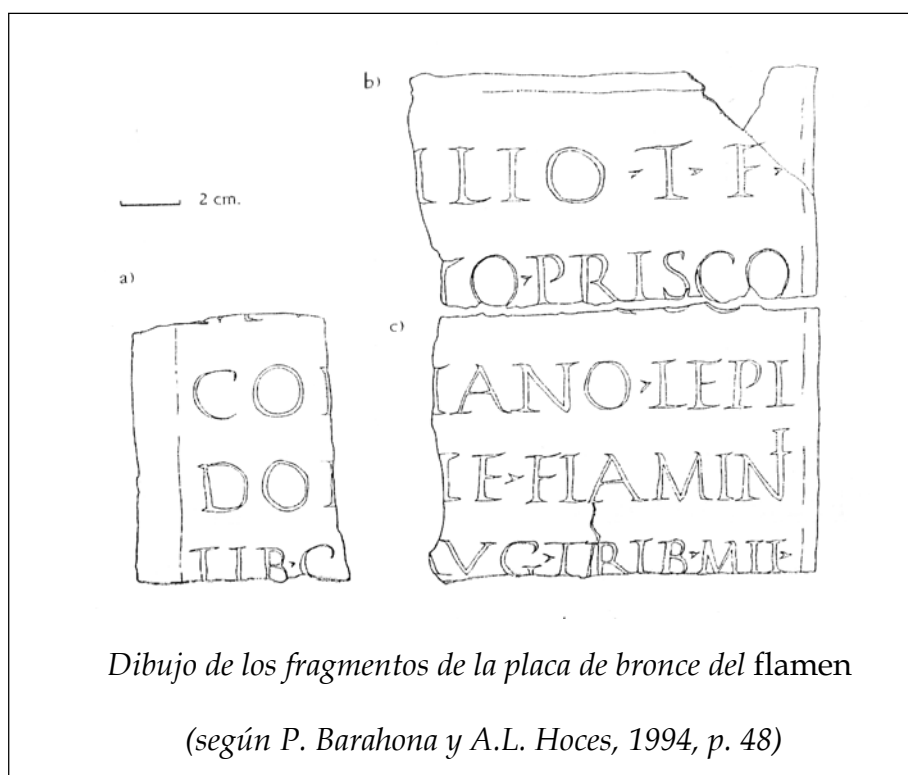 b)
ILIO · T · F ·
IO · PRISCO
2 cm.
a)
CO
DO
TIB · C
c)
IANO · LEPI
IE · FLAMIN
VG · TRIB · MIL ·
Dibujo de los fragmentos de la placa de bronce del flamen
(según P. Barahona y A.L. Hoces, 1994, p. 48)